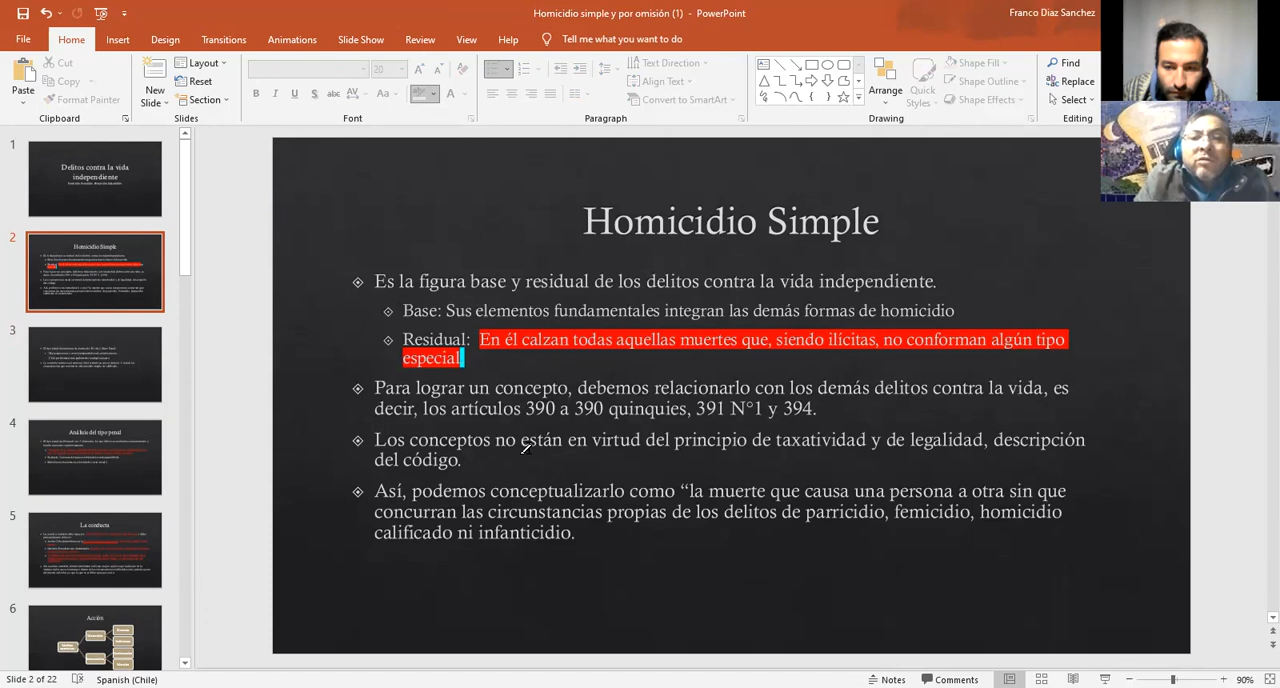 Homicidio simple y por omisión (1) - PowerPoint
Franco Diaz Sanchez
File Home Insert Design Transitions Animations Slide Show Review View Help Tell me what you want to do
Cut
Copy
Format Painter
Paste
Clipboard
New
Slide
Layout
Reset
Section
Slides
20
Font
Text Direction
Align Text
Convert to SmartArt
Paragraph
Arrange
Quick
Styles
Shape Fill
Shape Outline
Shape Effects
Drawing
Find
Replace
Select
Editing
1
Delitos contra la vida
independiente
2
Homicidio Simple
3
4
Análisis del tipo penal
5
La conducta
6
Acción
Homicidio Simple
Es la figura base y residual de los delitos contra la vida independiente.
Base: Sus elementos fundamentales integran las demás formas de homicidio
Residual: En él calzan todas aquellas muertes que, siendo ilícitas, no conforman algún tipo
especial
Para lograr un concepto, debemos relacionarlo con los demás delitos contra la vida, es
decir, los artículos 390 a 390 quinquies, 391 N°1 y 394.
Los conceptos no están en virtud del principio de taxatividad y de legalidad, descripción
del código.
Así, podemos conceptualizarlo como “la muerte que causa una persona a otra sin que
concurran las circunstancias propias de los delitos de parricidio, femicidio, homicidio
calificado ni infanticidio.
Slide 2 of 22 Spanish (Chile) Notes Comments 90%